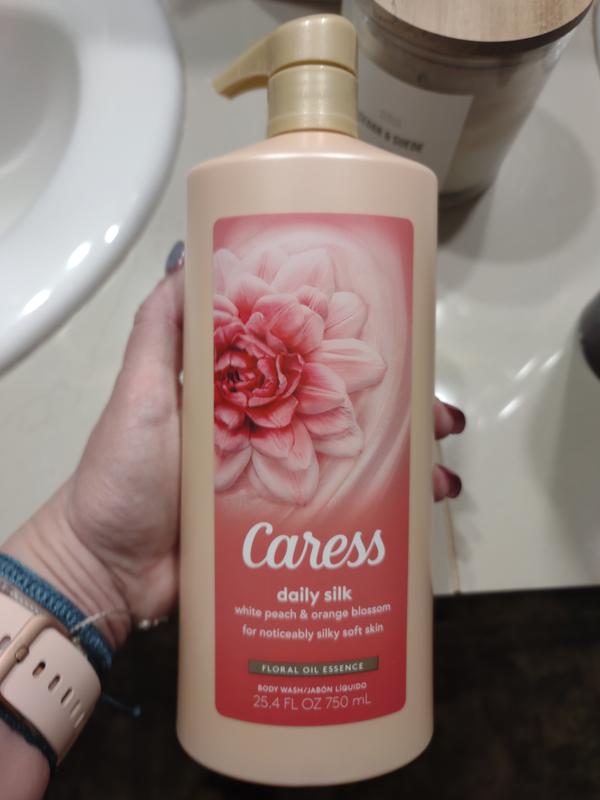 & SUEDE
Caress
daily silk
white peach & orange blossom
for noticeably silky soft skin
FLORAL OIL ESSENCE
BODY WASH/JABÓN LÍQUIDO
25.4 FL OZ 750 mL